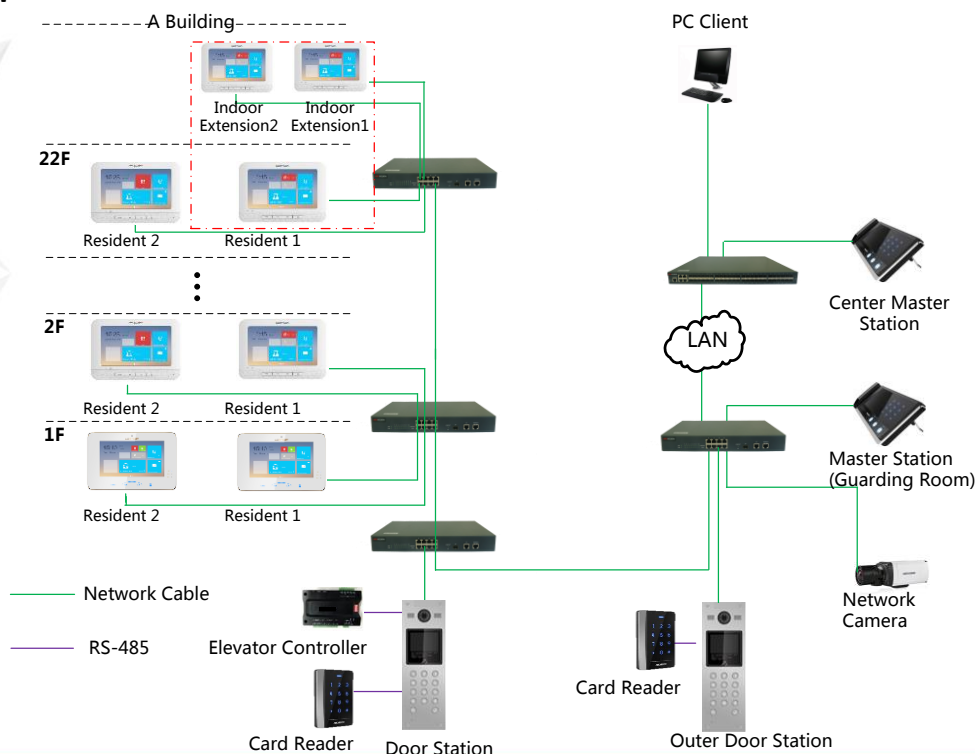 A Building
PC Client
Indoor
Extension2
Indoor
Extension1
22F
Resident 2
Resident 1
Center Master
Station
2F
LAN
Resident 2
Resident 1
1F
Master Station
(Guarding Room)
Resident 2
Resident 1
Network Cable
Network
Camera
RS-485
Elevator Controller
Card Reader
Card Reader
Door Station
Outer Door Station